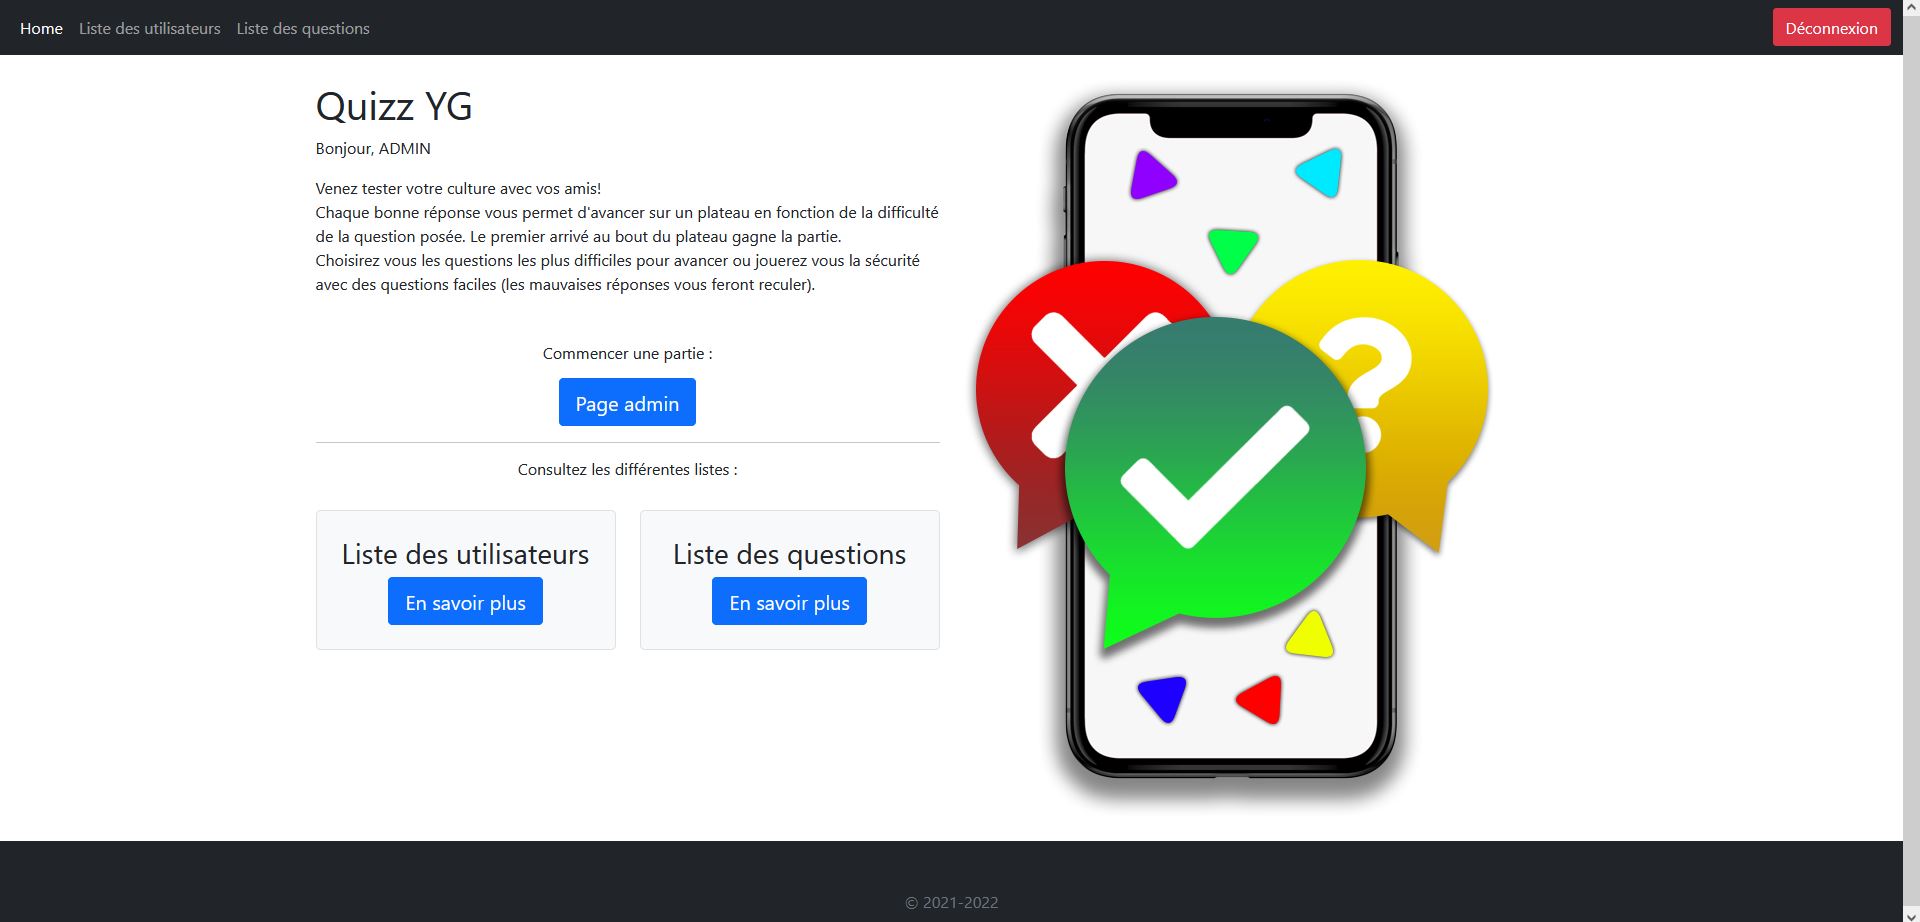 Home Liste des utilisateurs Liste des questions Déconnexion
Quizz YG
Bonjour, ADMIN
Venez tester votre culture avec vos amis!
Chaque bonne réponse vous permet d'avancer sur un plateau en fonction de la difficulté
de la question posée. Le premier arrivé au bout du plateau gagne la partie.
Choisirez vous les questions les plus difficiles pour avancer ou jouerez vous la sécurité
avec des questions faciles (les mauvaises réponses vous feront reculer).
Commencer une partie :
Page admin
Consultez les différentes listes :
Liste des utilisateurs
En savoir plus
Liste des questions
En savoir plus
?
© 2021-2022